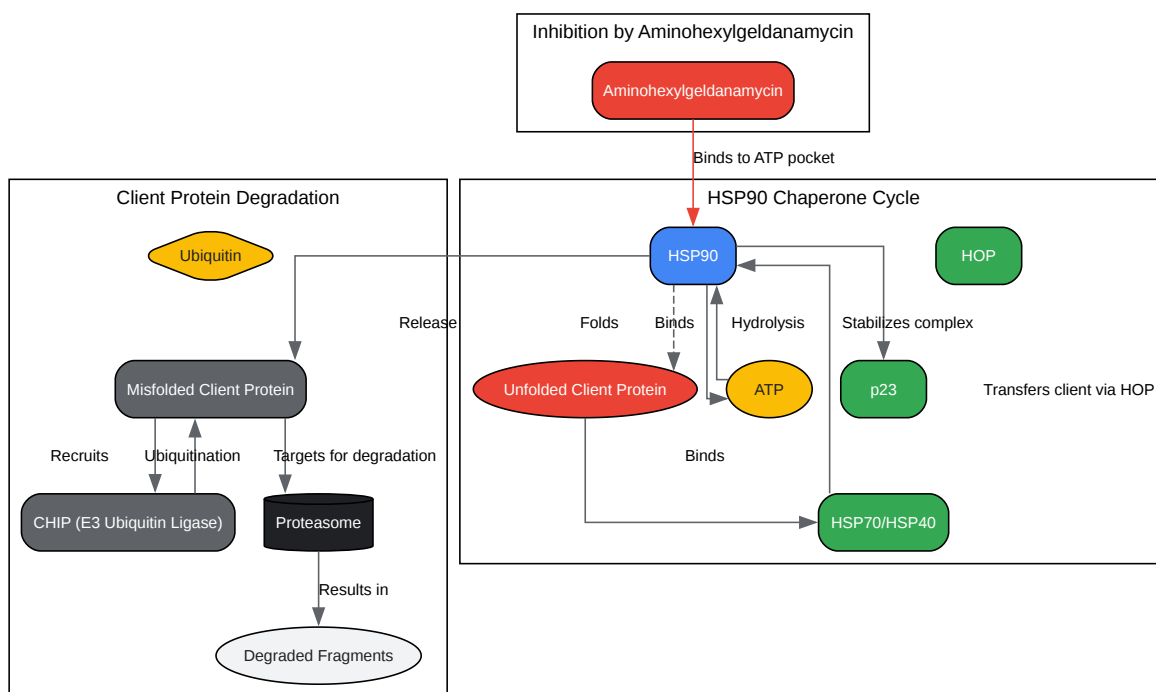 Inhibition by Aminohexylgeldanamycin
Aminohexylgeldanamycin
Binds to ATP pocket
Client Protein Degradation
HSP90 Chaperone Cycle
Ubiquitin
HSP90
HOP
Release
Folds
Binds
Hydrolysis
Stabilizes complex
Misfolded Client Protein
Unfolded Client Protein
ATP
p23
Transfers client via HOP
Recruits
Ubiquitination
Targets for degradation
Binds
CHIP (E3 Ubiquitin Ligase)
Proteasome
HSP70/HSP40
Results in
Degraded Fragments